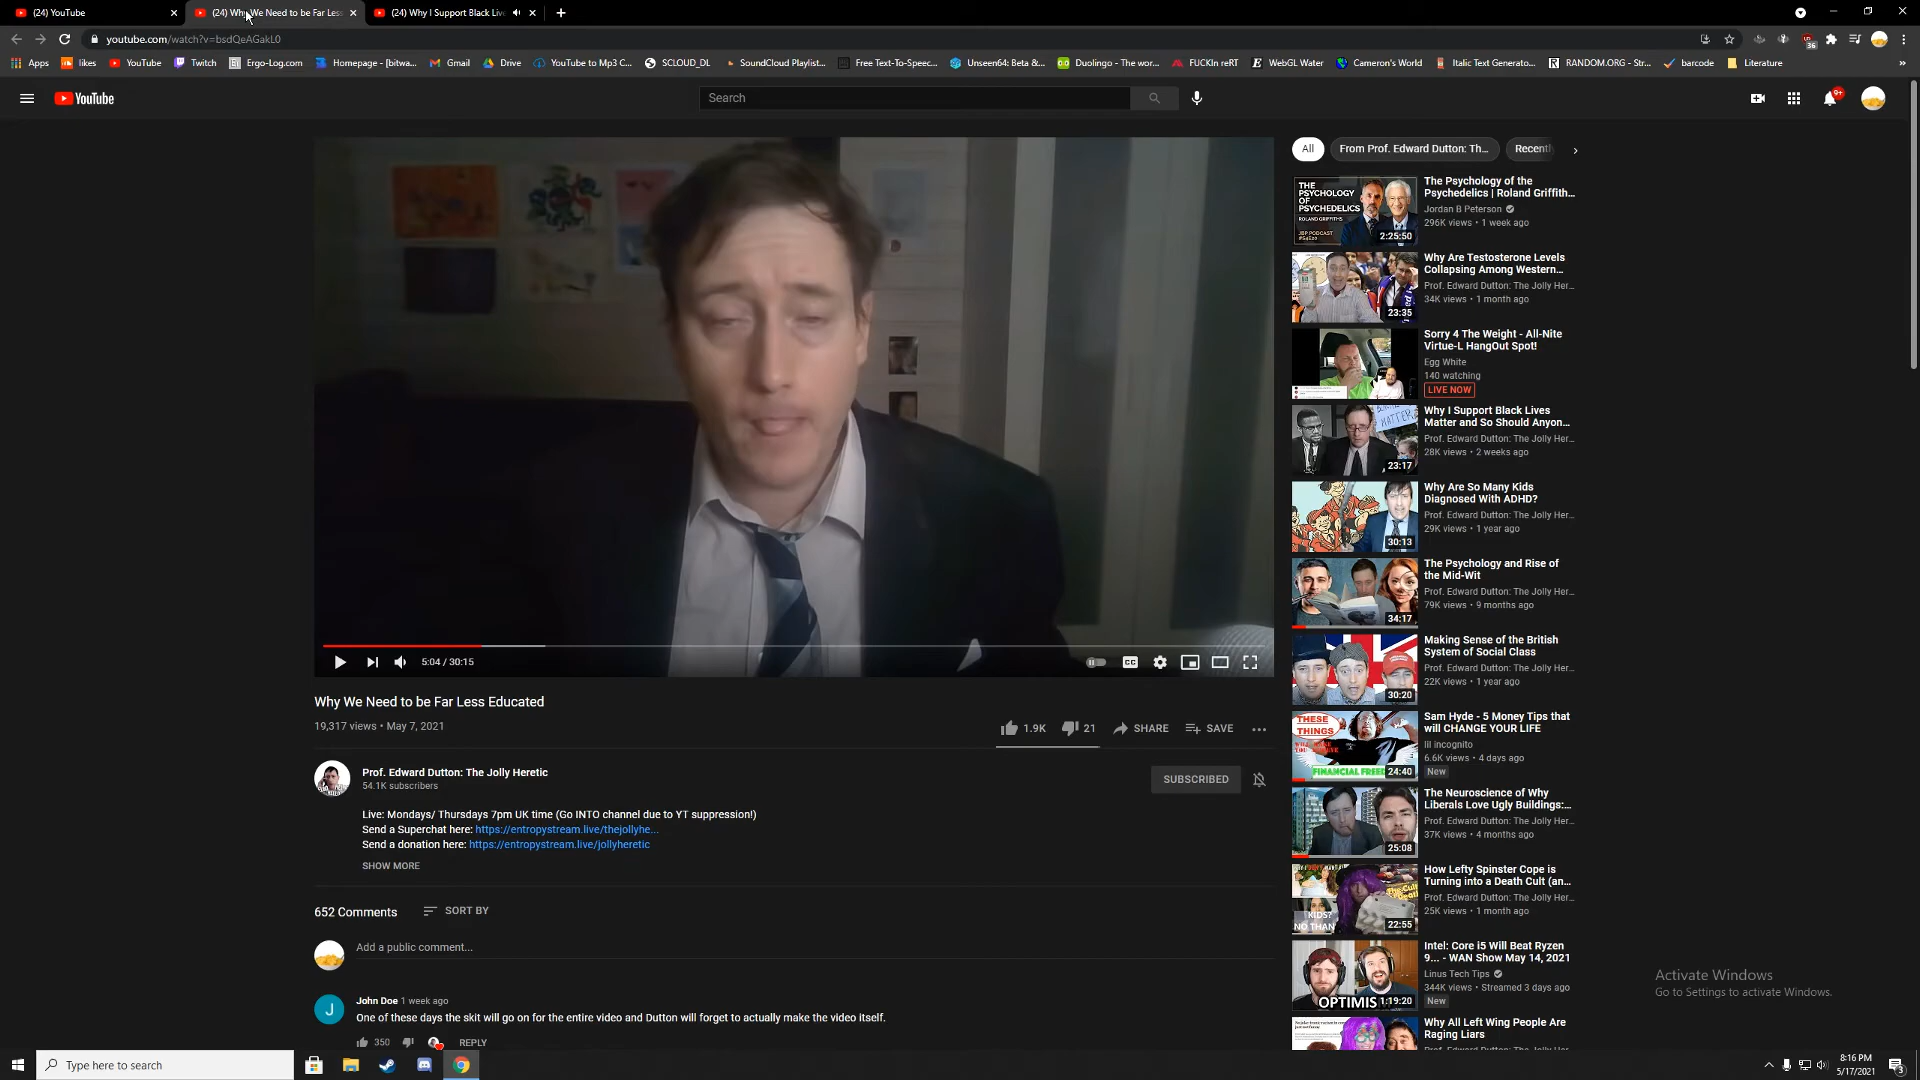 (24) YouTube
(24) Why We Need to be Far Less
(24) Why I Support Black Live
youtube.com/watch?v=bsdQeAGakL0
36
Apps
likes
YouTube
Twitch
Ergo-Log.com
Homepage - [bitwa...
Gmail
Drive
YouTube to Mp3 C...
SCLOUD_DL
SoundCloud Playlist...
Free Text-To-Speec...
Unseen64: Beta &...
Duolingo - The wor...
FUCKIn reRT
WebGL Water
Cameron's World
Italic Text Generato...
RANDOM.ORG - Str...
barcode
Literature
YouTube
Search
9+
All
From Prof. Edward Dutton: Th...
Recentl
THE PSYCHOLOGY OF PSYCHEDELICS
ROLAND GRIFFITHS
JBP PODCAST
2:25:50
The Psychology of the
Psychedelics | Roland Griffith...
Jordan B Peterson
296K views • 1 week ago
23:35
Why Are Testosterone Levels
Collapsing Among Western...
Prof. Edward Dutton: The Jolly Her...
34K views • 1 month ago
Sorry 4 The Weight - All-Nite
Virtue-L HangOut Spot!
Egg White
140 watching
LIVE NOW
MATTER
23:17
Why I Support Black Lives
Matter and So Should Anyon...
Prof. Edward Dutton: The Jolly Her...
28K views • 2 weeks ago
30:13
Why Are So Many Kids
Diagnosed With ADHD?
Prof. Edward Dutton: The Jolly Her...
29K views • 1 year ago
34:17
The Psychology and Rise of
the Mid-Wit
Prof. Edward Dutton: The Jolly Her...
79K views • 9 months ago
30:20
Making Sense of the British
System of Social Class
Prof. Edward Dutton: The Jolly Her...
22K views • 1 year ago
THESE THINGS
FINANCIAL FREE
24:40
Sam Hyde - 5 Money Tips that
will CHANGE YOUR LIFE
lil incognito
6.6K views • 4 days ago
New
25:08
The Neuroscience of Why
Liberals Love Ugly Buildings:...
Prof. Edward Dutton: The Jolly Her...
37K views • 4 months ago
KIDS?
NO THAN
22:55
How Lefty Spinster Cope is
Turning into a Death Cult (an...
Prof. Edward Dutton: The Jolly Her...
25K views • 1 month ago
OPTIMIS
1:19:20
Intel: Core i5 Will Beat Ryzen
9... - WAN Show May 14, 2021
Linus Tech Tips
344K views • Streamed 3 days ago
New
Why All Left Wing People Are
Raging Liars
5:04 / 30:15
CC
Why We Need to be Far Less Educated
19,317 views • May 7, 2021
1.9K
21
SHARE
SAVE
Prof. Edward Dutton: The Jolly Heretic
54.1K subscribers
SUBSCRIBED
Live: Mondays/ Thursdays 7pm UK time (Go INTO channel due to YT suppression!)
Send a Superchat here: https://entropystream.live/thejollyhe...
Send a donation here: https://entropystream.live/jollyheretic
SHOW MORE
652 Comments
SORT BY
Add a public comment...
J
John Doe 1 week ago
One of these days the skit will go on for the entire video and Dutton will forget to actually make the video itself.
350
REPLY
Activate Windows
Go to Settings to activate Windows.
Type here to search
8:16 PM
5/17/2021
3